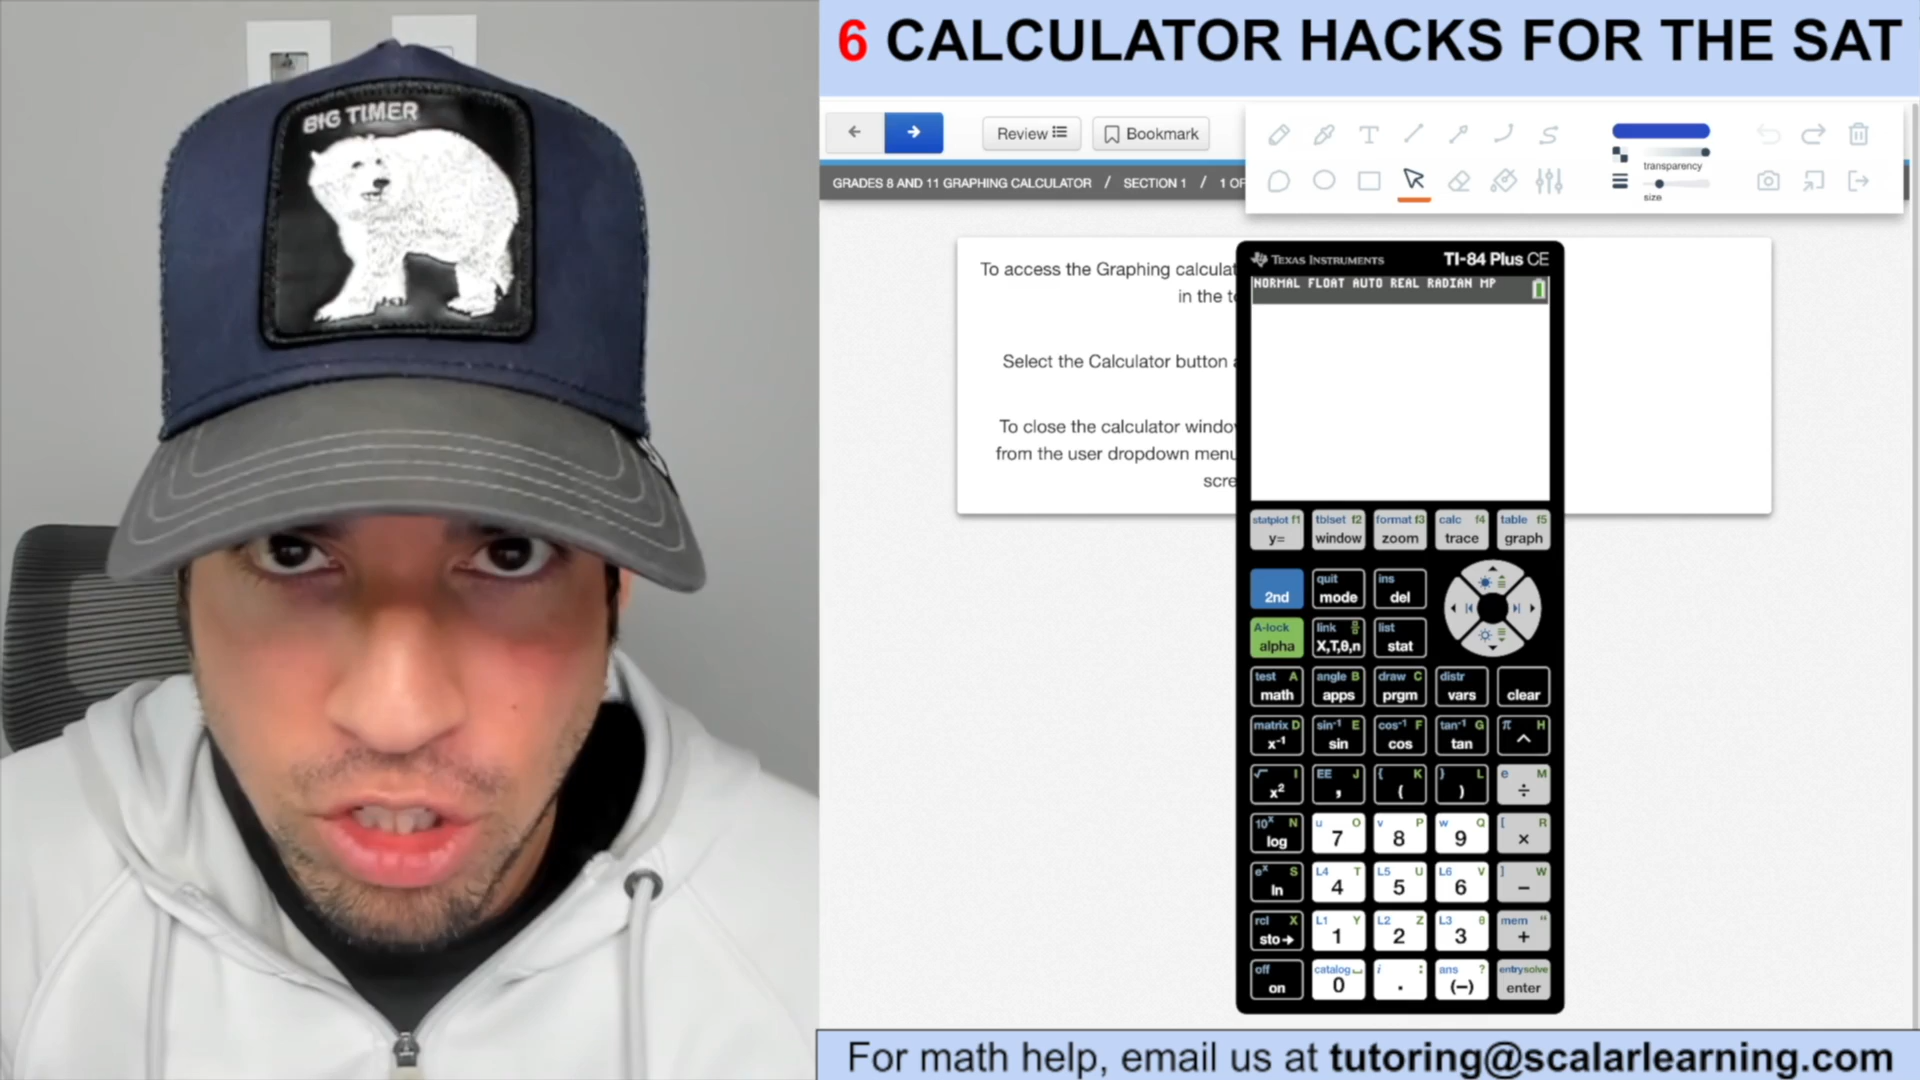 BIG TIMER
6 CALCULATOR HACKS FOR THE SAT
Review
Bookmark
transparency
size
GRADES 8 AND 11 GRAPHING CALCULATOR / SECTION 1 / 1 OF
To access the Graphing calculat
in the t
Select the Calculator button
To close the calculator windo
from the user dropdown menu
scre
TEXAS INSTRUMENTS TI-84 Plus CE
NORMAL FLOAT AUTO REAL RADIAN MP
statplot f1 tblset f2 format f3 calc f4 table f5
y= window zoom trace graph
quit ins
2nd mode del
A-lock link list
alpha X,T,θ,n stat
test A angle B draw C distr
math apps prgm vars clear
matrix D sin⁻¹ E cos⁻¹ F tan⁻¹ G π H
x⁻¹ sin cos tan ^
√ I EE J { K } L e M
x² , ( ) ÷
10ˣ N u O v P w Q [ R
log 7 8 9 ×
eˣ S L4 T L5 U L6 V ] W
ln 4 5 6 −
rcl X L1 Y L2 Z L3 θ mem "
sto→ 1 2 3 +
off catalog i : ans ? entry solve
on 0 . (−) enter
For math help, email us at tutoring@scalarlearning.com